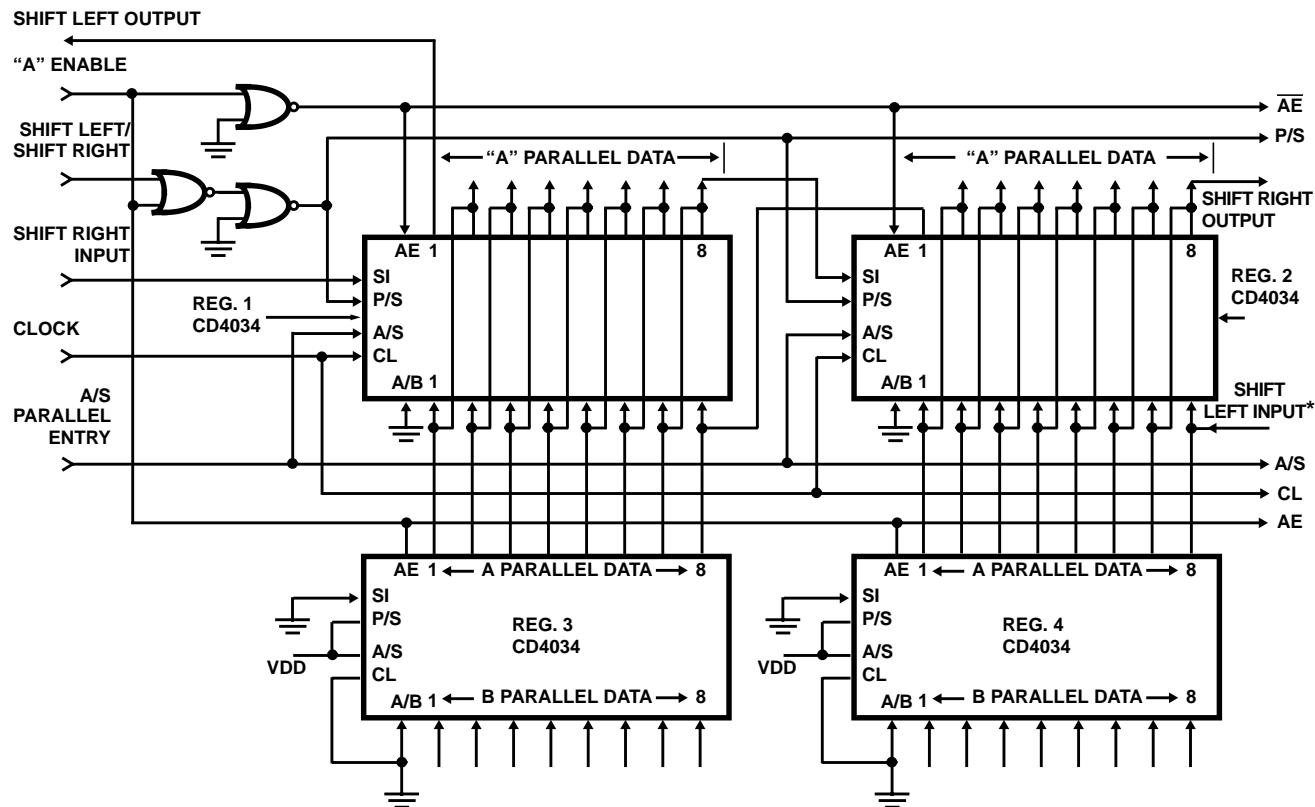 SHIFT LEFT OUTPUT
“A” ENABLE
AE
SHIFT LEFT/
SHIFT RIGHT
P/S
“A” PARALLEL DATA
“A” PARALLEL DATA
SHIFT RIGHT
OUTPUT
SHIFT RIGHT
INPUT
AE 1
8
SI
P/S
A/S
CL
A/B 1
REG. 1
CD4034
AE 1
8
SI
P/S
A/S
CL
A/B 1
REG. 2
CD4034
CLOCK
A/S
PARALLEL
ENTRY
SHIFT
LEFT INPUT*
A/S
CL
AE
AE 1 A PARALLEL DATA 8
SI
P/S
A/S
CL
VDD
REG. 3
CD4034
A/B 1 B PARALLEL DATA 8
AE 1 A PARALLEL DATA 8
SI
P/S
A/S
CL
VDD
REG. 4
CD4034
A/B 1 B PARALLEL DATA 8